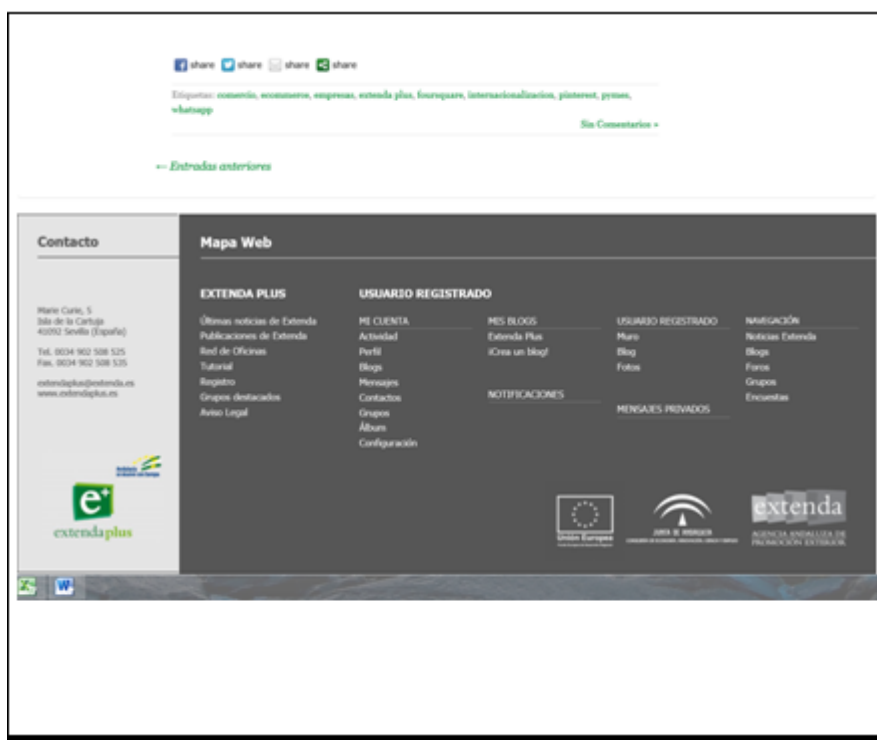 share share share share
Etiquetas: comercio, ecommerce, empresas, extenda plus, foursquare, internacionalizacion, pinterest, pymes,
whatsapp
Sin Comentarios »
← Entradas anteriores
Contacto
Marie Curie, 5
Isla de la Cartuja
41092 Sevilla (España)
Tel. 0034 902 508 525
Fax. 0034 902 508 535
extendaplus@extenda.es
www.extendaplus.es
e+
extendaplus
Mapa Web
EXTENDA PLUS
Últimas noticias de Extenda
Publicaciones de Extenda
Red de Oficinas
Tutorial
Registro
Grupos destacados
Aviso Legal
USUARIO REGISTRADO
MI CUENTA
Actividad
Perfil
Blogs
Mensajes
Contactos
Grupos
Álbum
Configuración
MIS BLOGS
Extenda Plus
¡Crea un blog!
NOTIFICACIONES
USUARIO REGISTRADO
Muro
Blog
Fotos
MENSAJES PRIVADOS
NAVEGACIÓN
Noticias Extenda
Blogs
Foros
Grupos
Encuestas
Unión Europea
JUNTA DE ANDALUCIA
extenda
AGENCIA ANDALUZA DE
PROMOCIÓN EXTERIOR